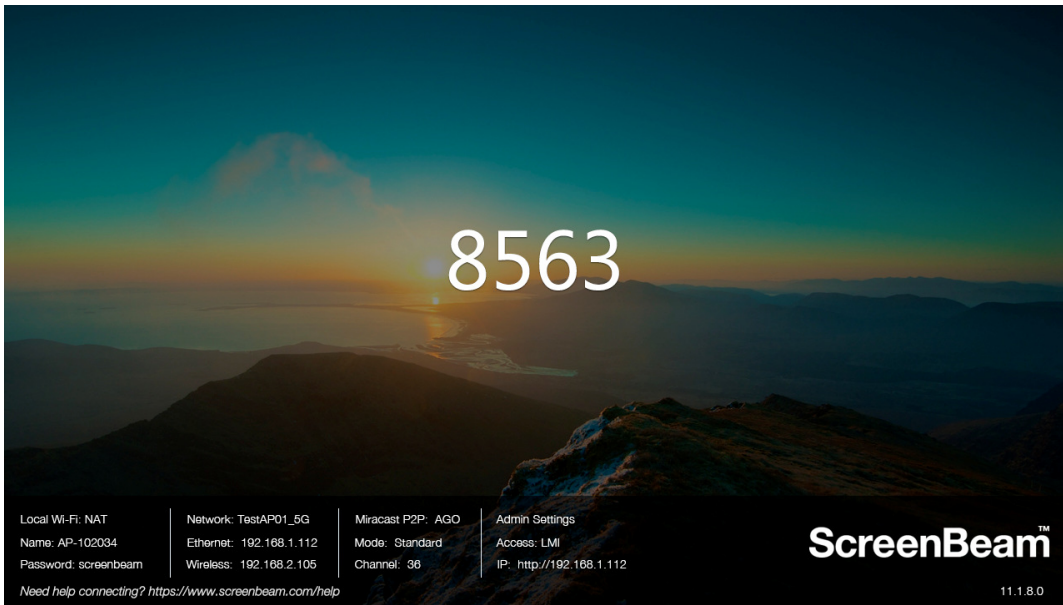 8563
Local Wi-Fi: NAT
Name: AP-102034
Password: screenbeam
Network: TestAP01_5G
Ethernet: 192.168.1.112
Wireless: 192.168.2.105
Miracast P2P: AGO
Mode: Standard
Channel: 36
Admin Settings
Access: LMI
IP: http://192.168.1.112
ScreenBeam™
Need help connecting? https://www.screenbeam.com/help
11.1.8.0